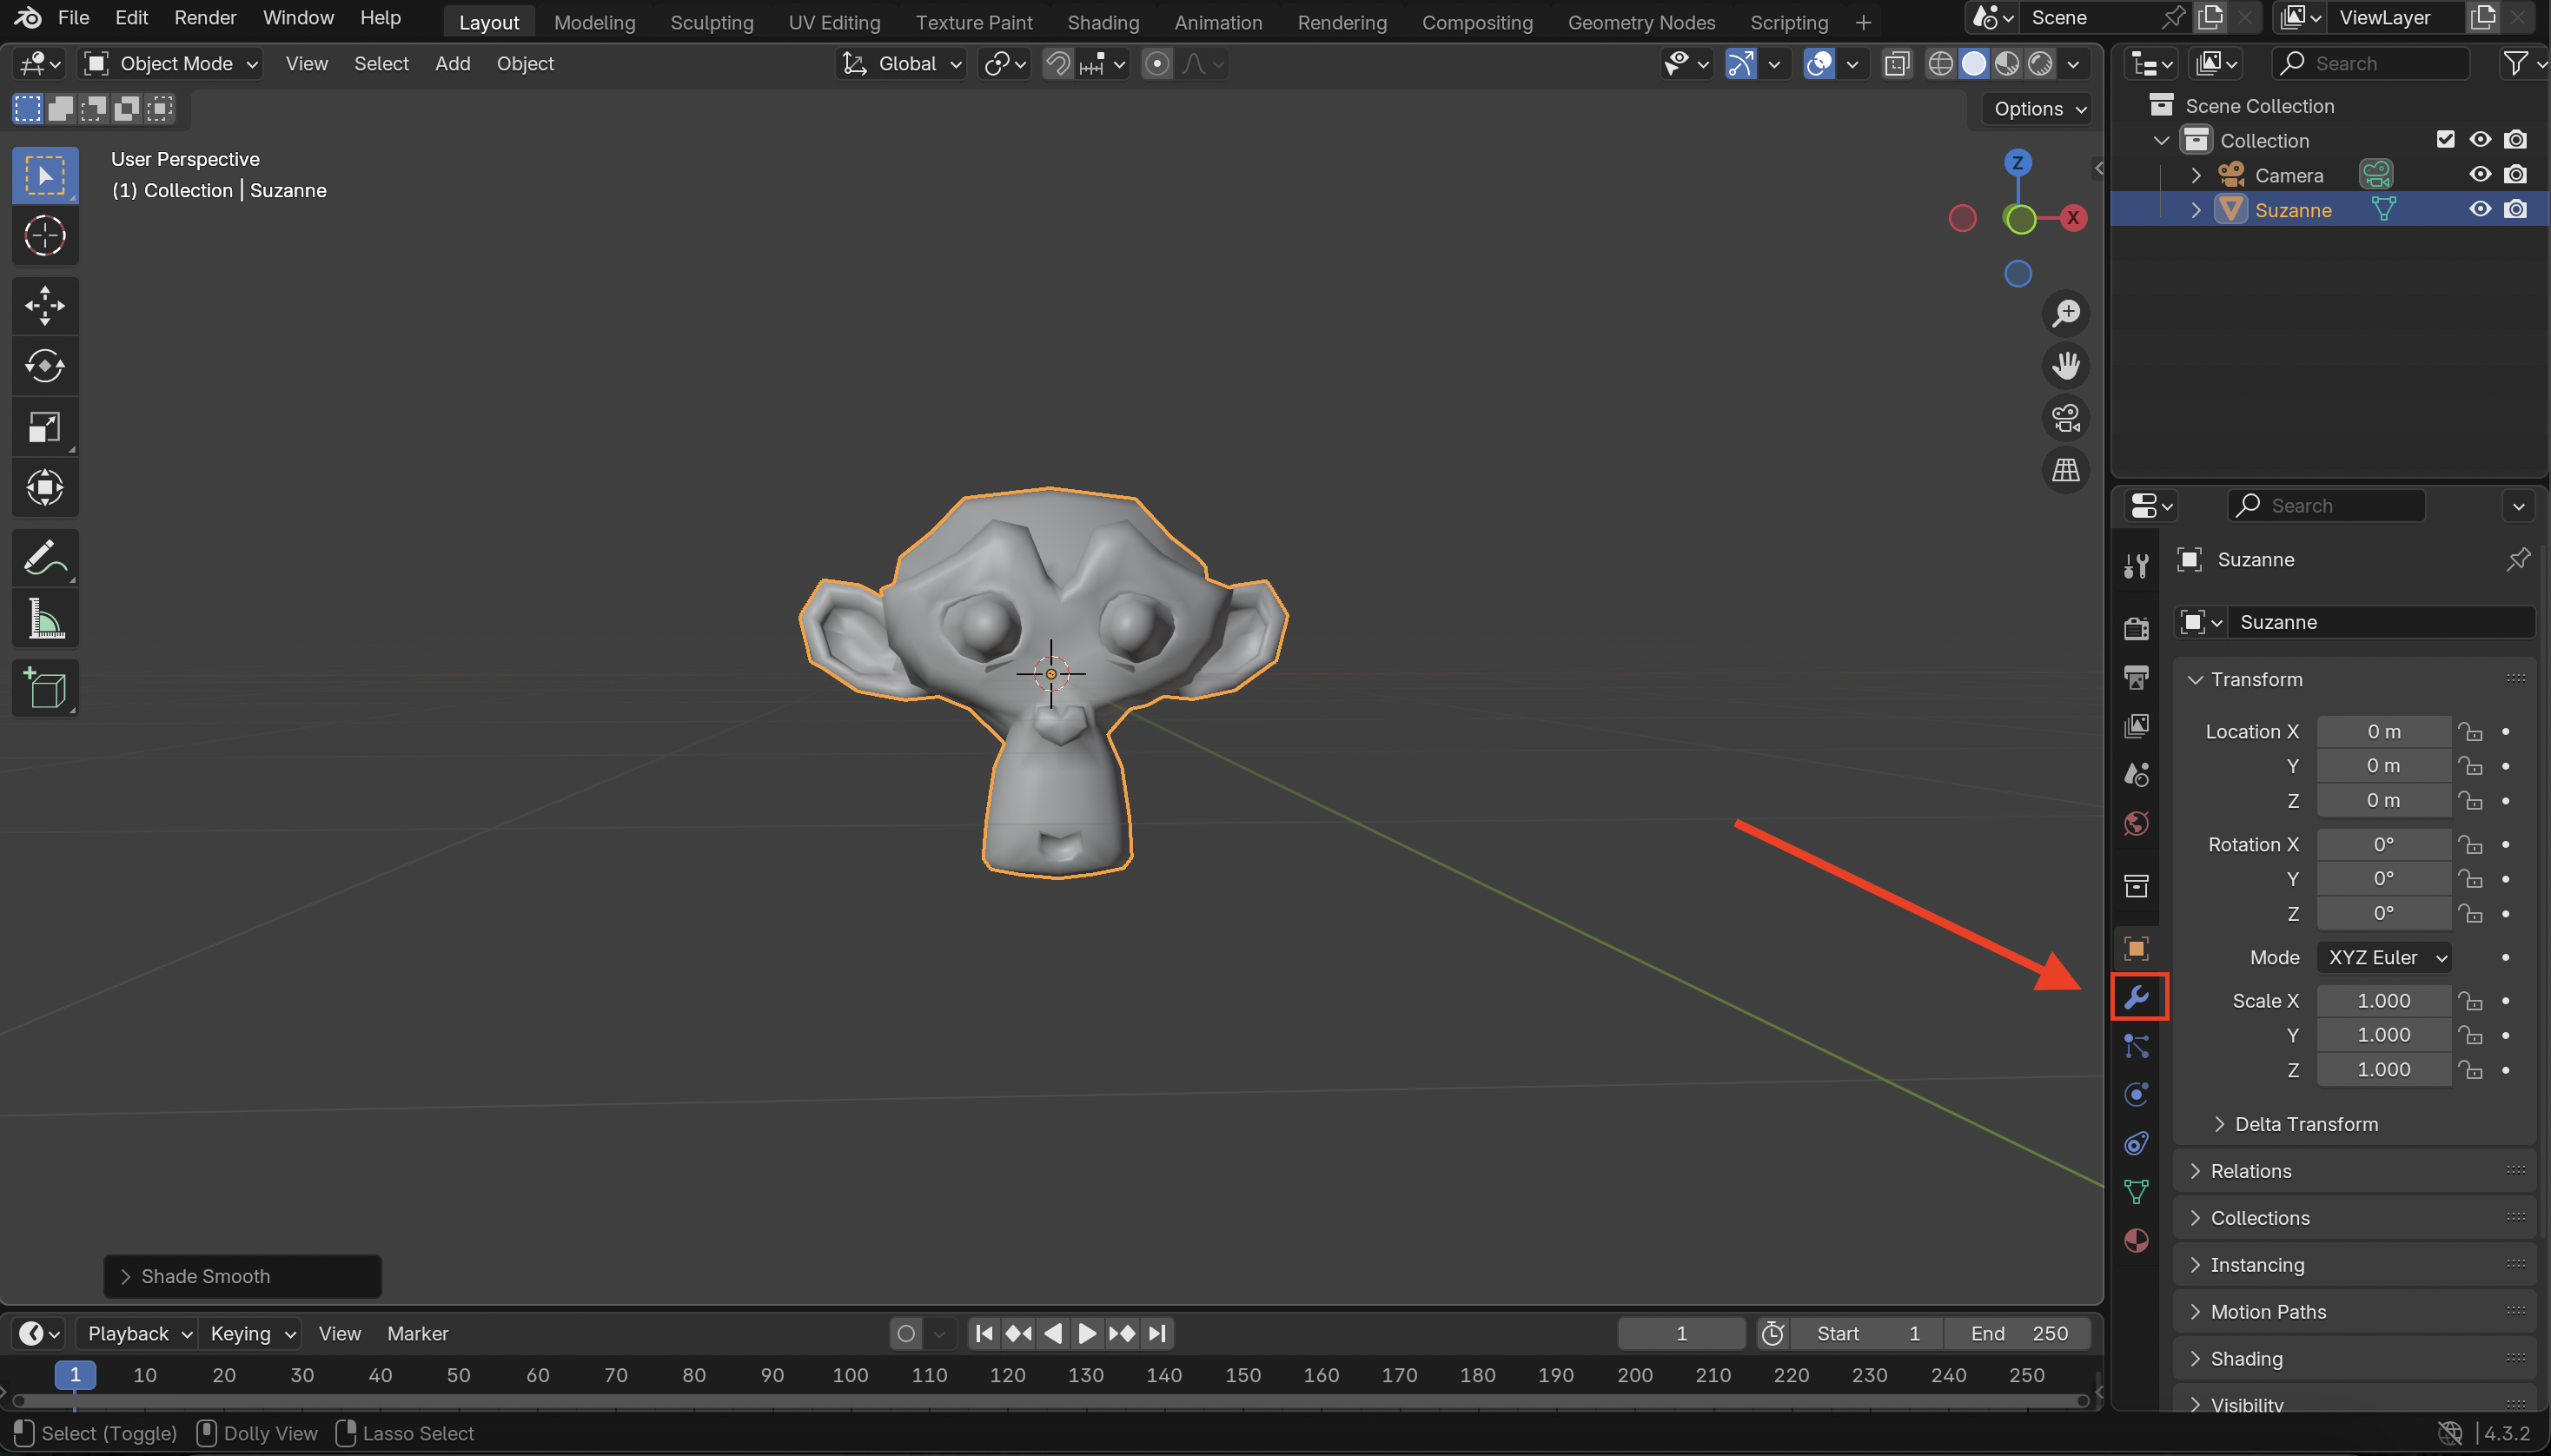 File Edit Render Window Help Layout Modeling Sculpting UV Editing Texture Paint Shading Animation Rendering Compositing Geometry Nodes Scripting + Scene ViewLayer
Object Mode View Select Add Object Global Search
Options
User Perspective
(1) Collection | Suzanne
Z
X
Scene Collection
Collection
Camera
Suzanne
Search
Suzanne
Suzanne
Transform
Location X 0 m
Y 0 m
Z 0 m
Rotation X 0°
Y 0°
Z 0°
Mode XYZ Euler
Scale X 1.000
Y 1.000
Z 1.000
Delta Transform
Relations
Collections
Instancing
Motion Paths
Shading
Visibility
Shade Smooth
Playback Keying View Marker 1 Start 1 End 250
1 10 20 30 40 50 60 70 80 90 100 110 120 130 140 150 160 170 180 190 200 210 220 230 240 250
Select (Toggle) Dolly View Lasso Select 4.3.2